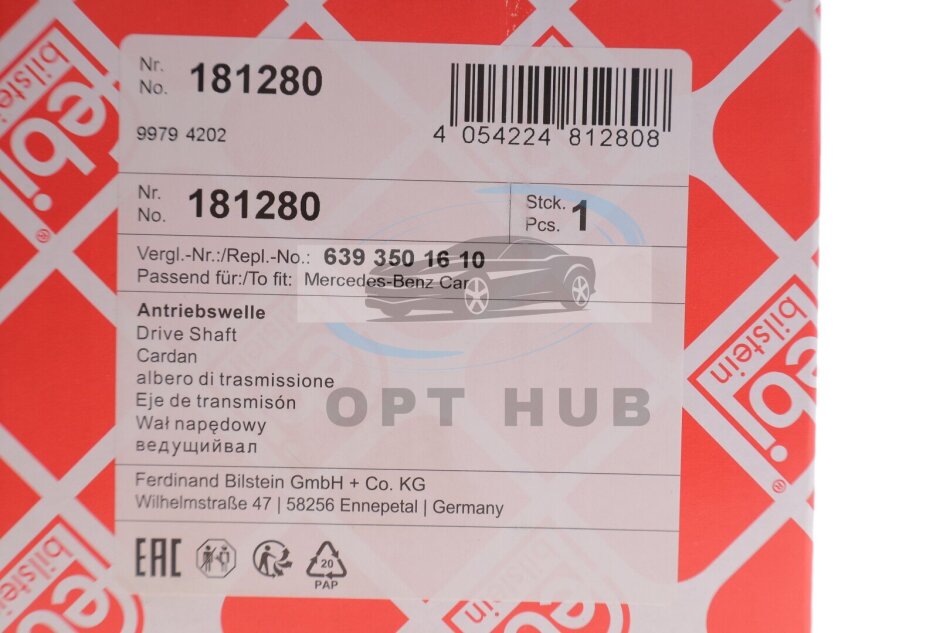 Nr.
No. 181280
4 054224 812808
9979 4202
Nr.
No. 181280
Stck.
Pcs. 1
Vergl.-Nr.:/Repl.-No.: 639 350 16 10
Passend für:/To fit: Mercedes-Benz Car
Antriebswelle
Drive Shaft
Cardan
albero di trasmissione
Eje de transmisón
Wał napędowy
ведущийвал
OPT HUB
Ferdinand Bilstein GmbH + Co. KG
Wilhelmstraße 47 | 58256 Ennepetal | Germany
EAC
20
PAP
febi
bilstein
febi
bilstein
bilstein
bilstein